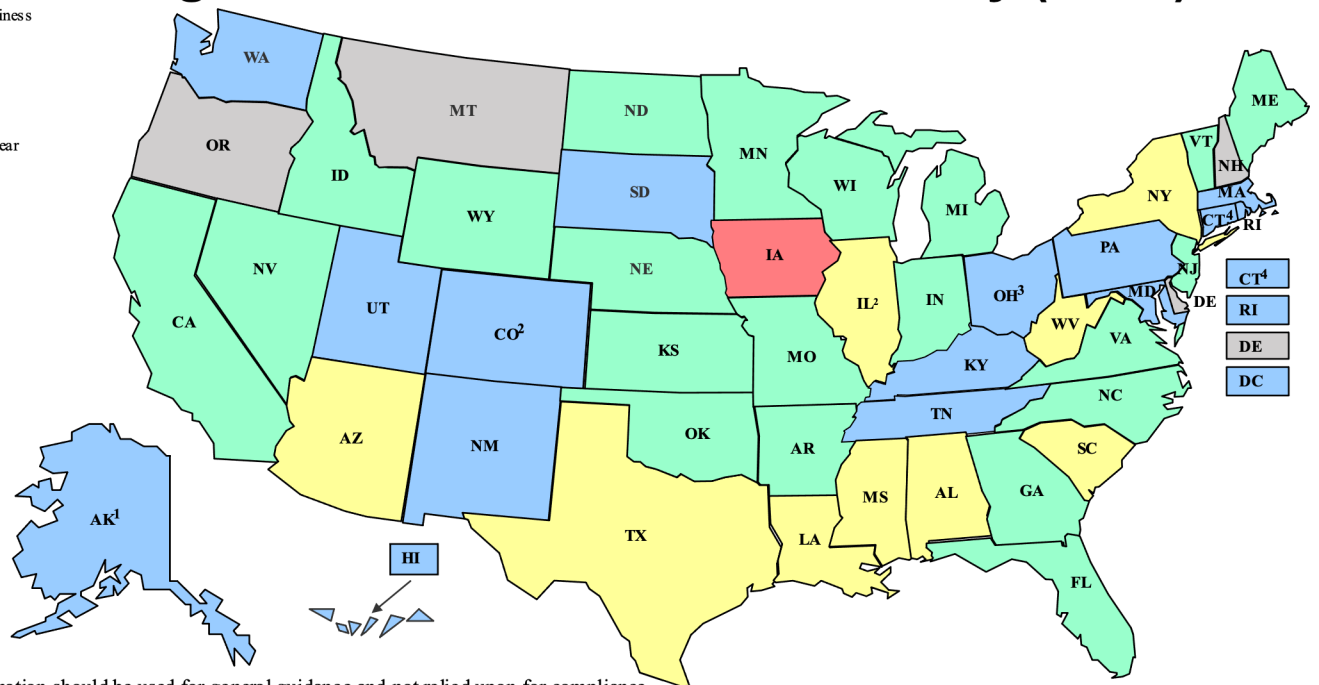 WA
MT
ND
ME
OR
MN
VT
ID
SD
WI
NH
MA
NY
WY
MI
CT⁴
RI
IA
PA
NV
NE
NJ
CT⁴
UT
IL²
IN
OH³
MD
DE
RI
CA
CO²
WV
VA
DE
KS
MO
KY
DC
NC
TN
AZ
NM
OK
AR
SC
MS
AL
GA
AK¹
TX
LA
HI
FL